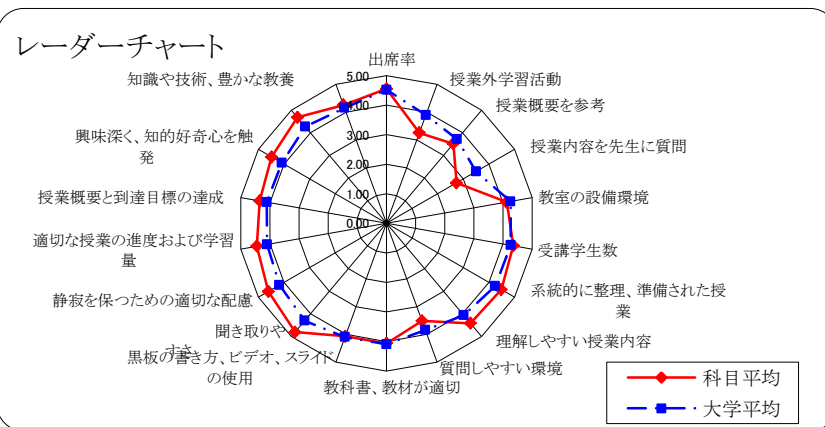 レーダーチャート
出席率
授業外学習活動
授業概要を参考
授業内容を先生に質問
教室の設備環境
受講学生数
系統的に整理、準備された授
業
理解しやすい授業内容
質問しやすい環境
教科書、教材が適切
黒板の書き方、ビデオ、スライド
の使用
聞き取りや
すさ
静寂を保つための適切な配慮
適切な授業の進度および学習
量
授業概要と到達目標の達成
興味深く、知的好奇心を触
発
知識や技術、豊かな教養
5.00
4.00
3.00
2.00
1.00
0.00
科目平均
大学平均